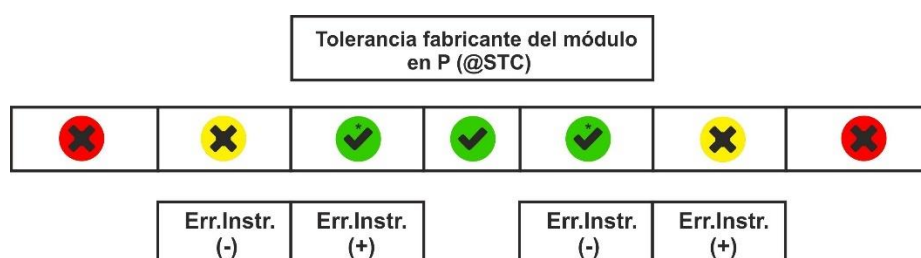 Tolerancia fabricante del módulo
en P (@STC)
Err.Instr.
(-)
Err.Instr.
(+)
Err.Instr.
(-)
Err.Instr.
(+)